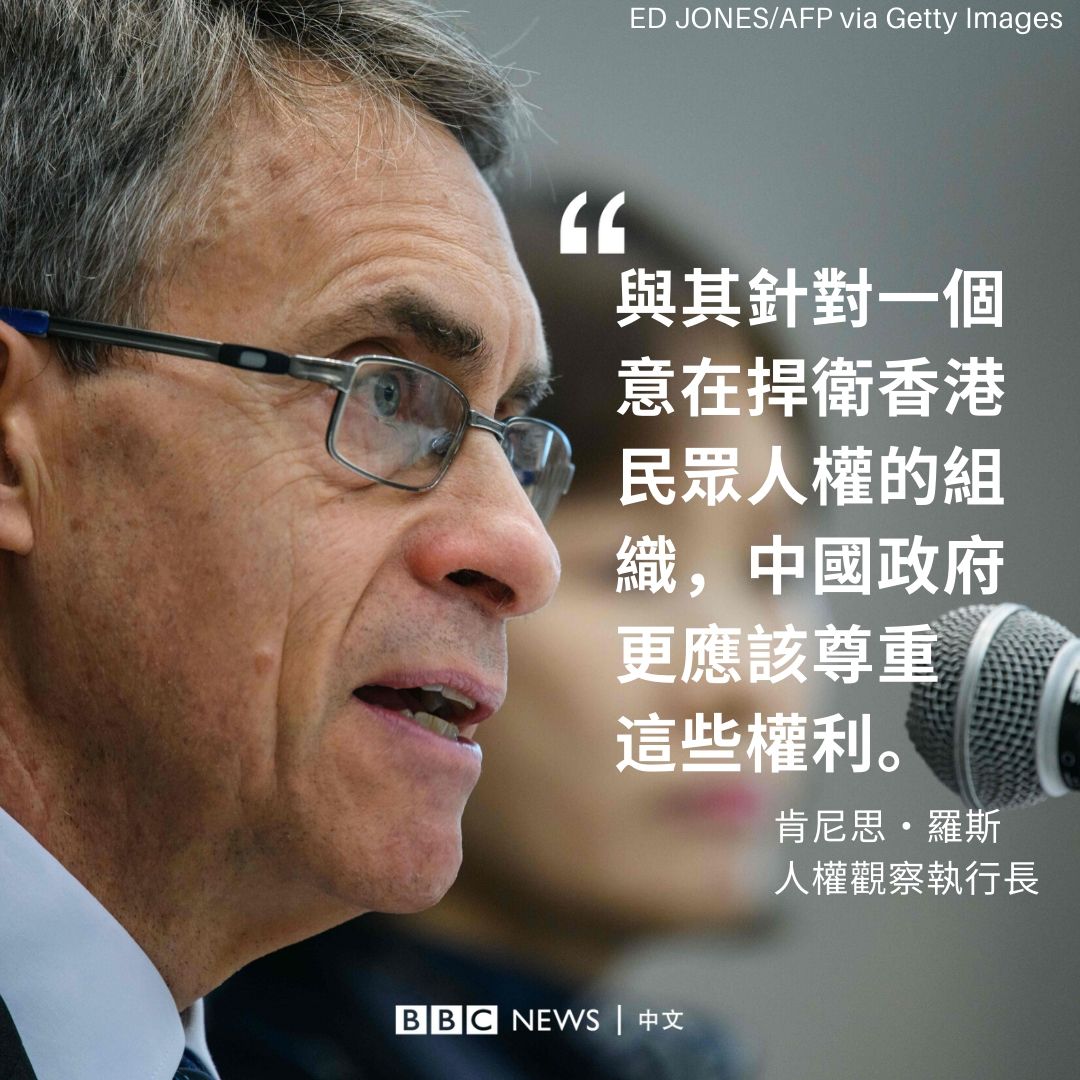 ED JONES/AFP via Getty Images
“
與其針對一個
意在捍衛香港
民眾人權的組
織，中國政府
更應該尊重
這些權利。
肯尼思·羅斯
人權觀察執行長
BBC NEWS | 中文